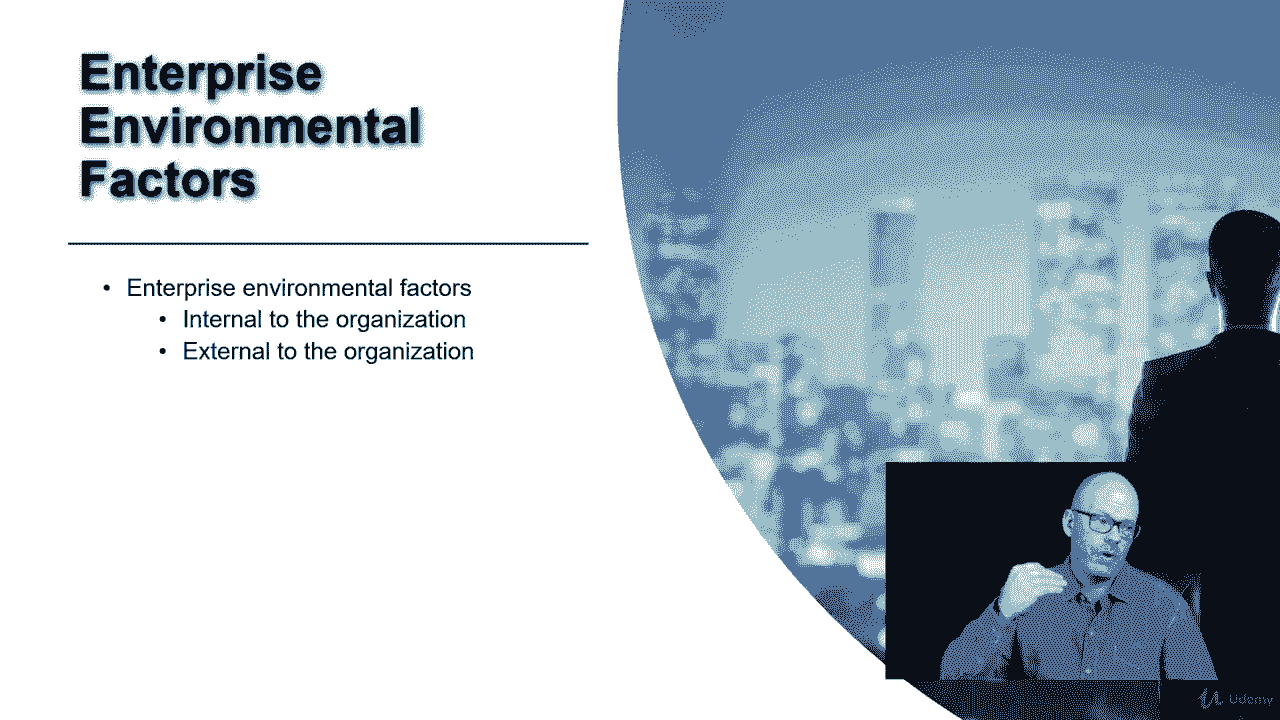 Enterprise
Environmental
Factors
• Enterprise environmental factors
• Internal to the organization
• External to the organization
Udemy